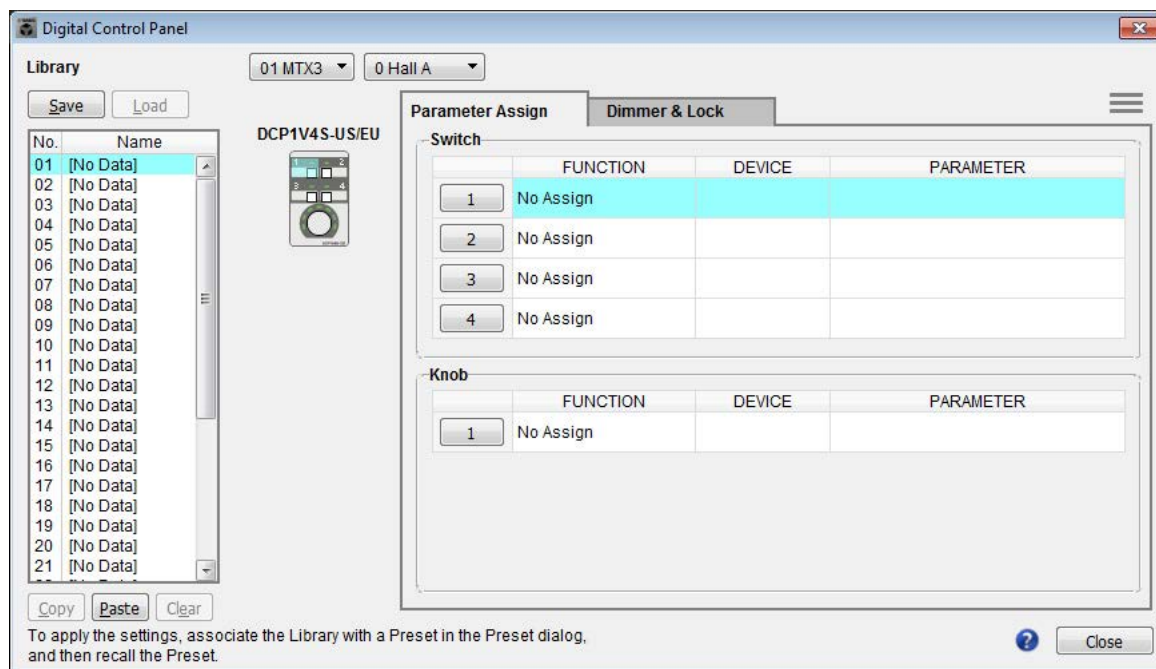 Digital Control Panel
Library
01 MTX3
0 Hall A
Save
Load
No. Name
01 [No Data]
02 [No Data]
03 [No Data]
04 [No Data]
05 [No Data]
06 [No Data]
07 [No Data]
08 [No Data]
09 [No Data]
10 [No Data]
11 [No Data]
12 [No Data]
13 [No Data]
14 [No Data]
15 [No Data]
16 [No Data]
17 [No Data]
18 [No Data]
19 [No Data]
20 [No Data]
21 [No Data]
Copy
Paste
Clear
DCP1V4S-US/EU
1 - - 2
3 - - 4
Parameter Assign
Dimmer & Lock
Switch
FUNCTION DEVICE PARAMETER
1 No Assign
2 No Assign
3 No Assign
4 No Assign
Knob
FUNCTION DEVICE PARAMETER
1 No Assign
To apply the settings, associate the Library with a Preset in the Preset dialog,
and then recall the Preset.
?
Close